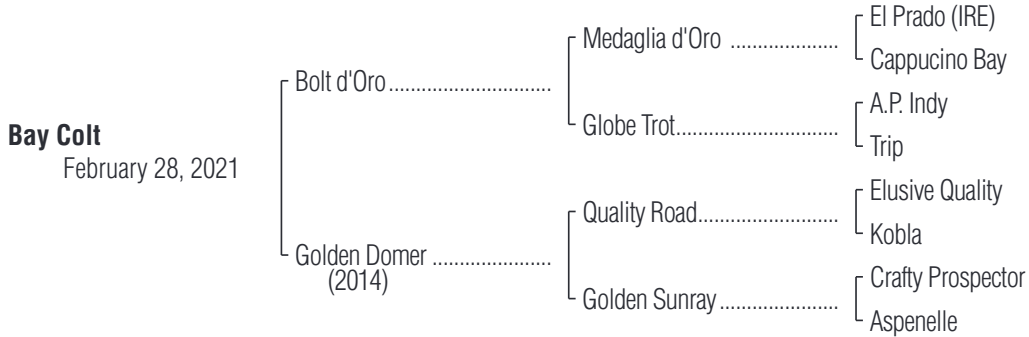 Bay Colt
February 28, 2021
Bolt d'Oro
Golden Domer
(2014)
Medaglia d'Oro
Globe Trot
Quality Road
Golden Sunray
El Prado (IRE)
Cappucino Bay
A.P. Indy
Trip
Elusive Quality
Kobla
Crafty Prospector
Aspenelle